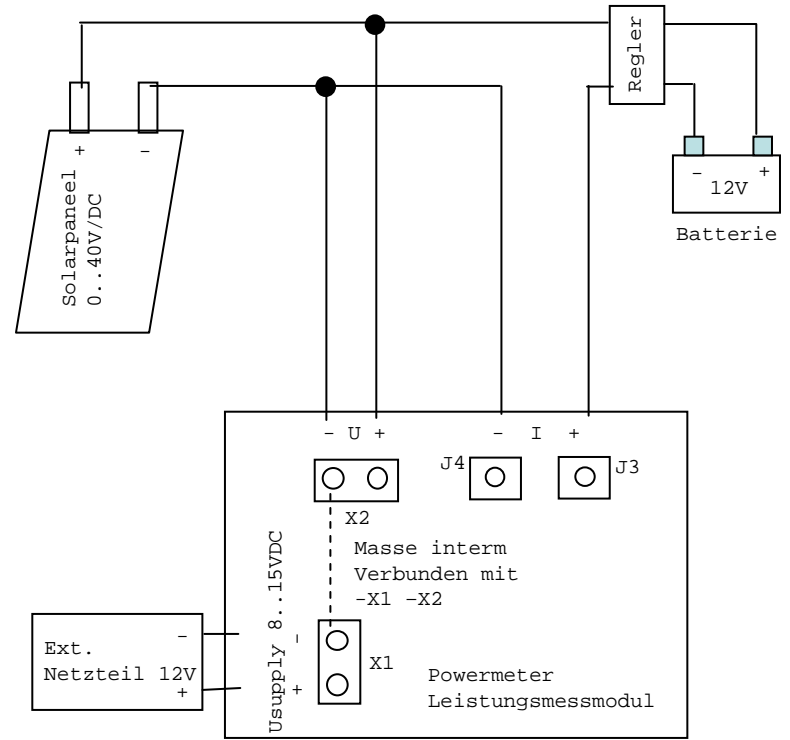 Regler
+ –
– +
12V
Batterie
Solarpaneel
0..40V/DC
– U + – I +
J4 J3
X2
Masse interm
Verbunden mit
–X1 –X2
Usupply 8..15VDC
–
+
X1
Ext.
Netzteil 12V
–
+
Powermeter
Leistungsmessmodul